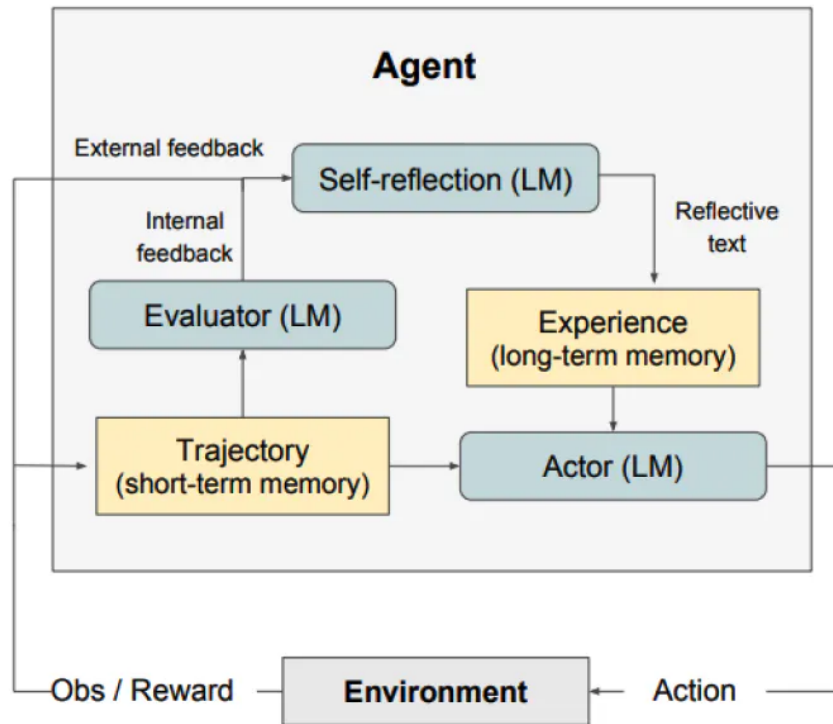 Agent
External feedback
Self-reflection (LM)
Internal
feedback
Reflective
text
Evaluator (LM)
Experience
(long-term memory)
Trajectory
(short-term memory)
Actor (LM)
Obs / Reward
Environment
Action